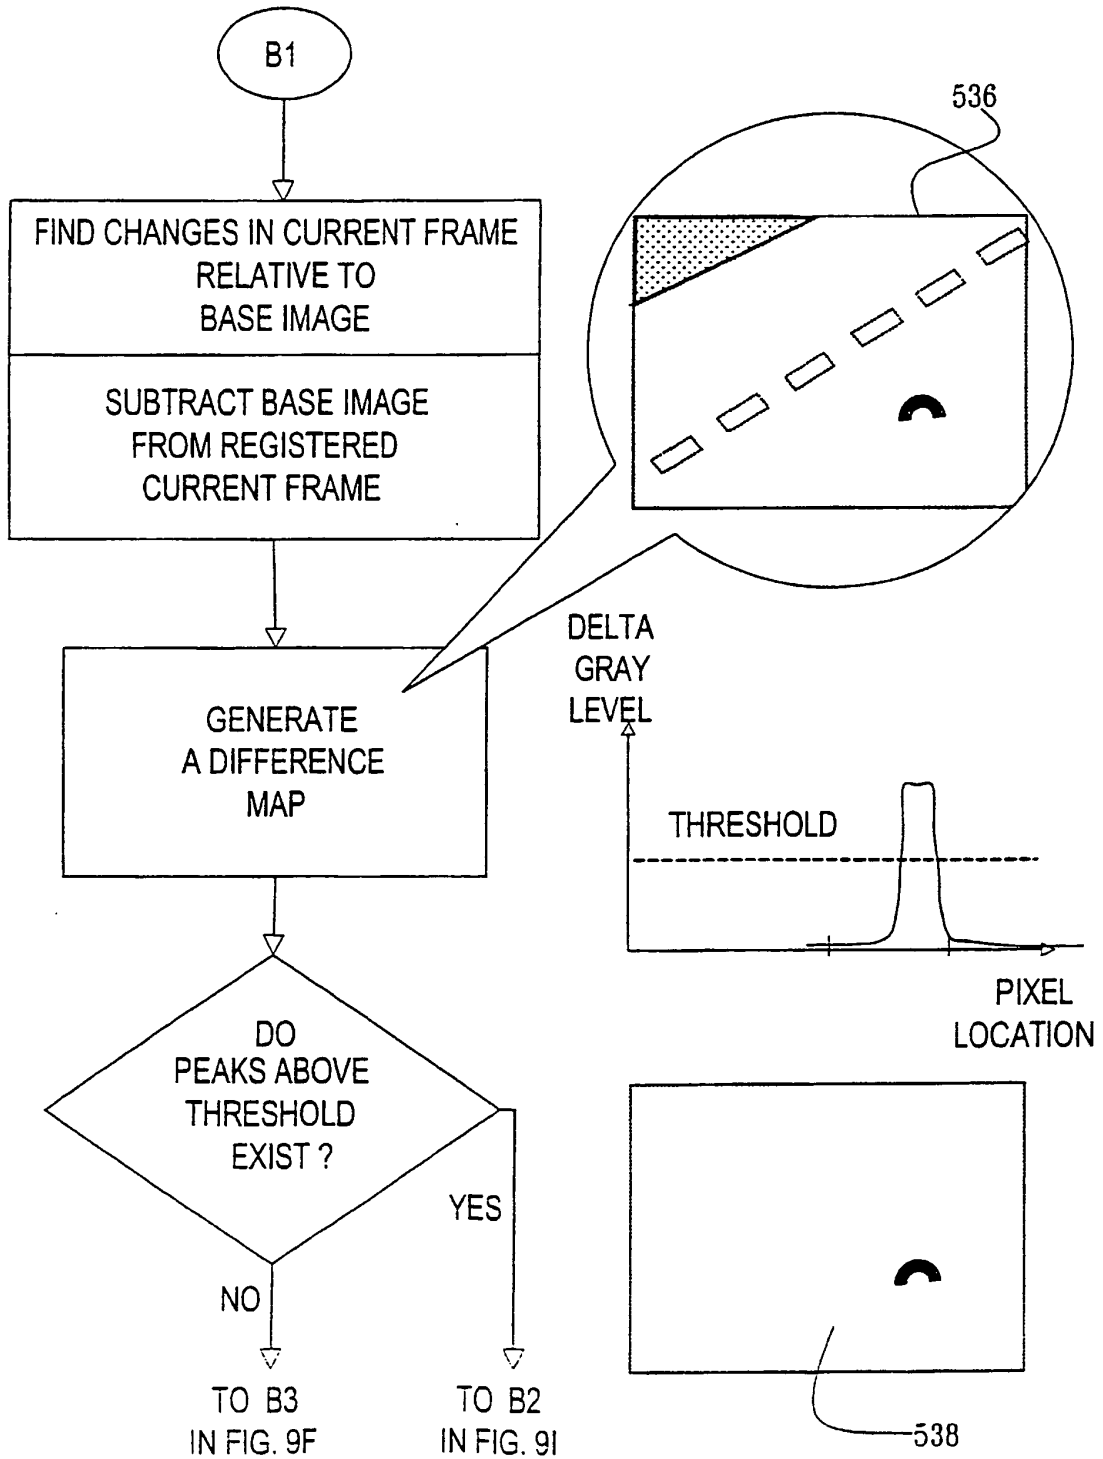 B1
536
FIND CHANGES IN CURRENT FRAME
RELATIVE TO
BASE IMAGE
SUBTRACT BASE IMAGE
FROM REGISTERED
CURRENT FRAME
DELTA
GRAY
LEVEL
GENERATE
A DIFFERENCE
MAP
THRESHOLD
PIXEL
LOCATION
DO
PEAKS ABOVE
THRESHOLD
EXIST ?
YES
NO
TO B3
IN FIG. 9F
TO B2
IN FIG. 9I
538